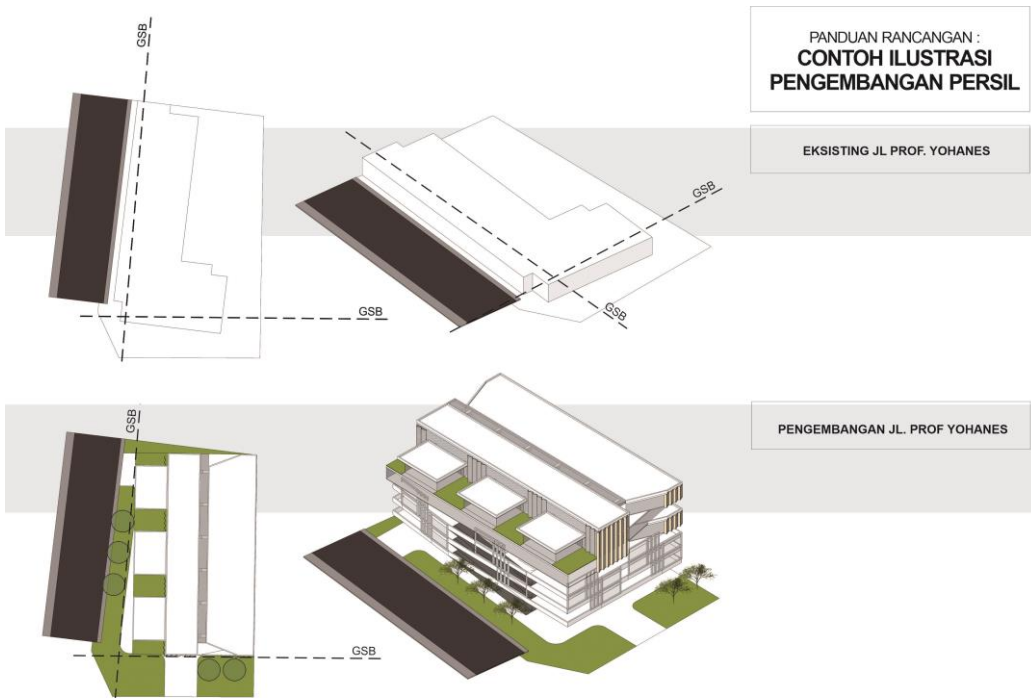 PANDUAN RANCANGAN :
CONTOH ILUSTRASI
PENGEMBANGAN PERSIL
EKSISTING JL PROF. YOHANES
GSB
GSB
GSB
GSB
PENGEMBANGAN JL. PROF YOHANES
GSB
GSB